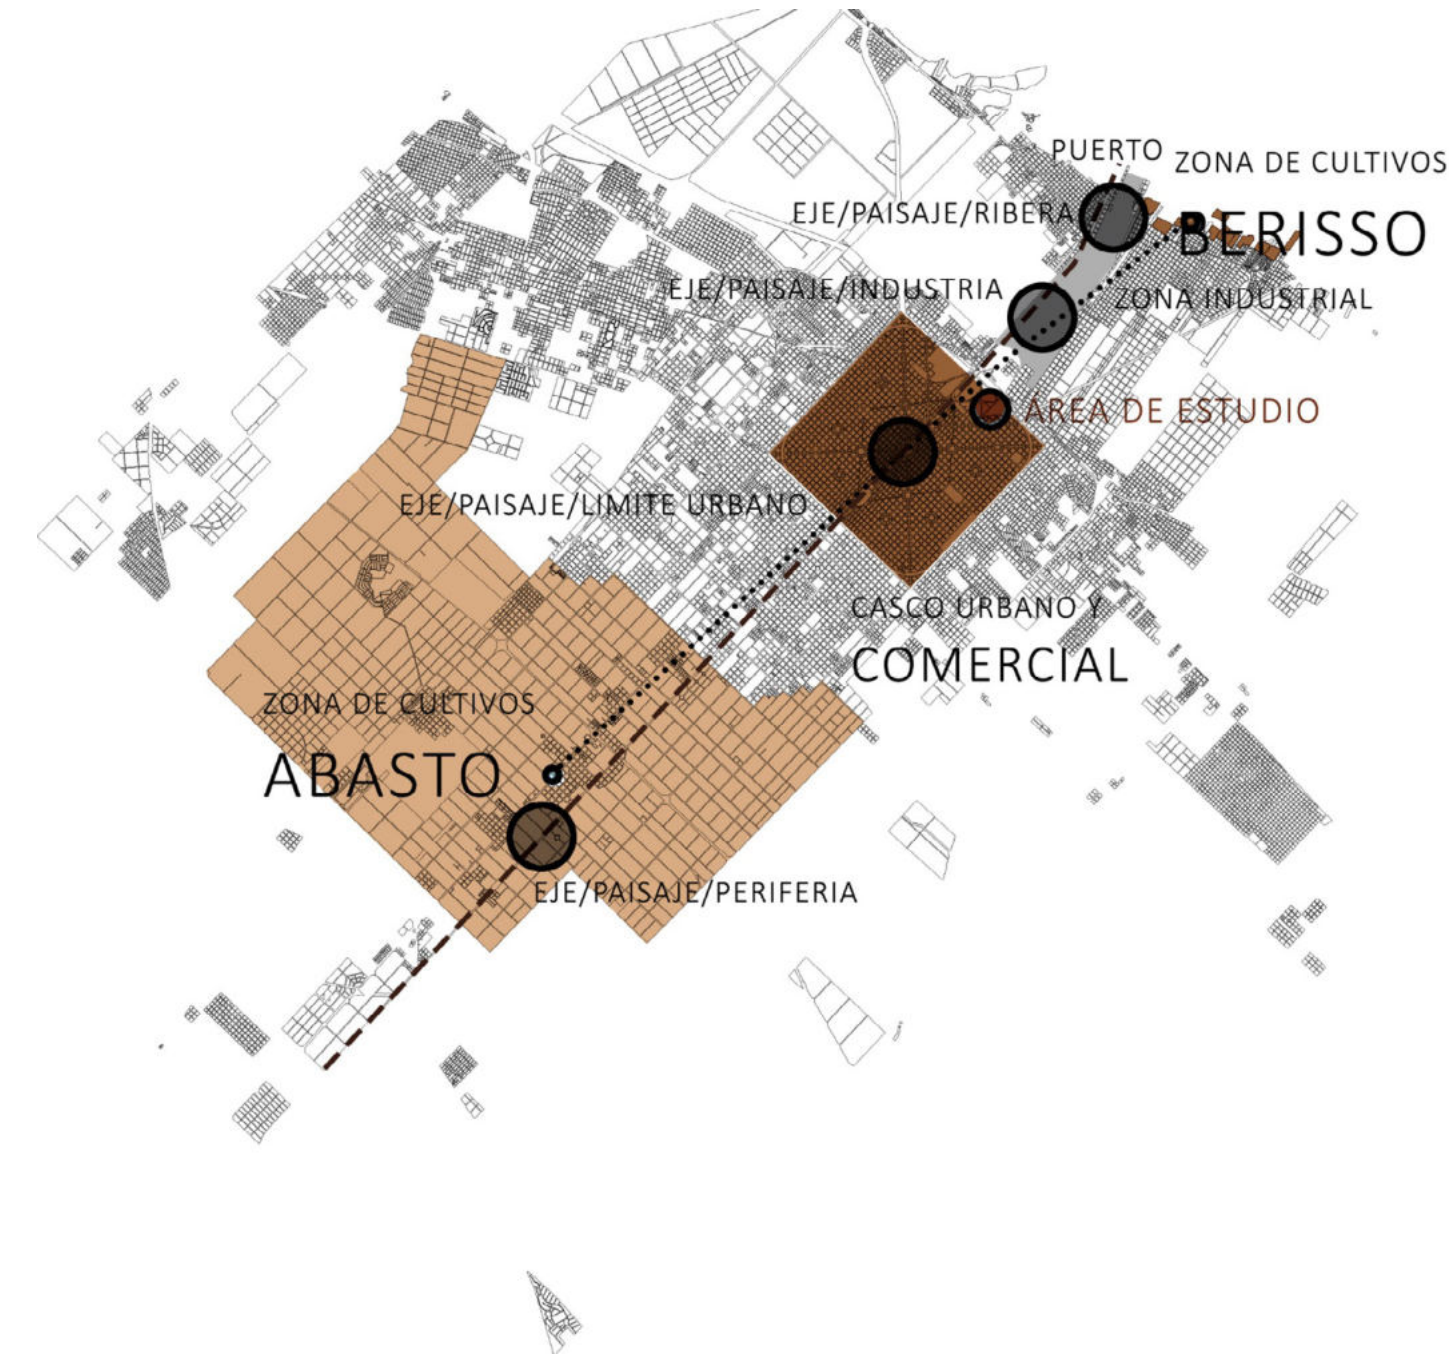 PUERTO
ZONA DE CULTIVOS
BERISSO
EJE/PAISAJE/RIBERA
EJE/PAISAJE/INDUSTRIA
ZONA INDUSTRIAL
ÁREA DE ESTUDIO
EJE/PAISAJE/LIMITE URBANO
CASCO URBANO Y
COMERCIAL
ZONA DE CULTIVOS
ABASTO
EJE/PAISAJE/PERIFERIA